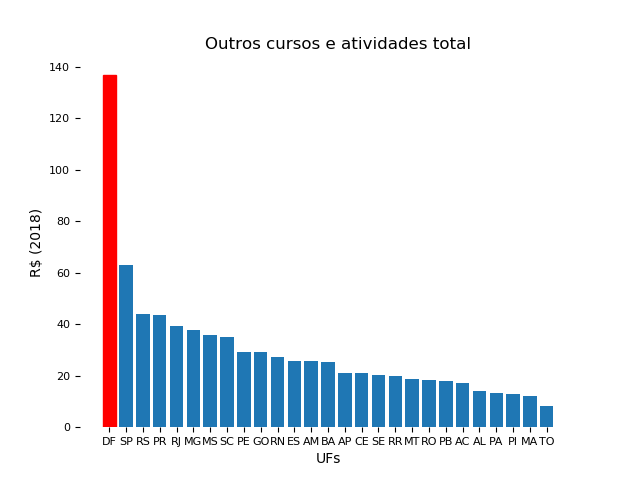 Outros cursos e atividades total
140
120
100
80
60
40
20
0
R$ (2018)
DF SP RS PR RJ MG MS SC PE GO RN ES AM BA AP CE SE RR MT RO PB AC AL PA PI MA TO
UFs